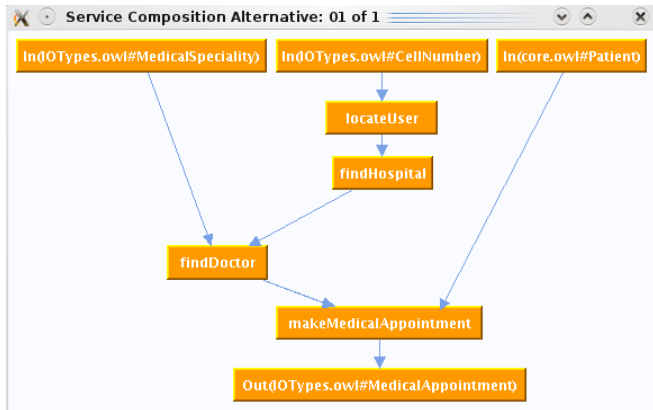 Service Composition Alternative: 01 of 1
In(IOTypes.owl#MedicalSpeciality)
In(IOTypes.owl#CellNumber)
In(core.owl#Patient)
locateUser
findHospital
findDoctor
makeMedicalAppointment
Out(IOTypes.owl#MedicalAppointment)